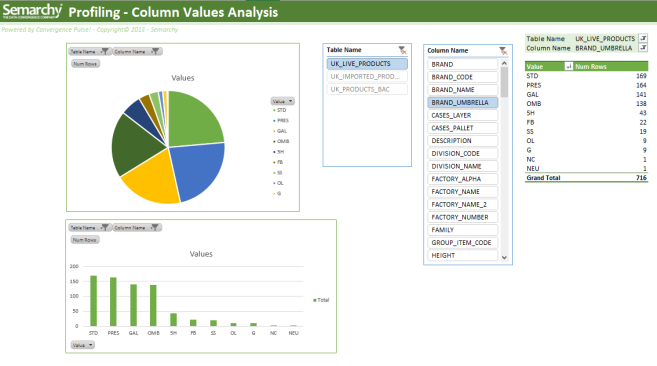 Semarchy Profiling - Column Values Analysis
Powered by Convergence Pulse! - Copyright© 2013 - Semarchy
Table Name Column Name
Num Rows
Values
Value
STD
PRES
GAL
OMB
5H
FB
SS
OL
G
Table Name
UK_LIVE_PRODUCTS
UK_IMPORTED_PROD...
UK_PRODUCTS_BAC
Column Name
BRAND
BRAND_CODE
BRAND_NAME
BRAND_UMBRELLA
CASES_LAYER
CASES_PALLET
DESCRIPTION
DIVISION_CODE
DIVISION_NAME
FACTORY_ALPHA
FACTORY_NAME
FACTORY_NAME_2
FACTORY_NUMBER
FAMILY
GROUP_ITEM_CODE
HEIGHT
Table Name UK_LIVE_PRODUCTS
Column Name BRAND_UMBRELLA
Value Num Rows
STD 169
PRES 164
GAL 141
OMB 138
5H 43
FB 22
SS 19
OL 9
G 9
NC 1
NEU 1
Grand Total 716
Table Name Column Name
Num Rows
Values
200
150
100
50
0
STD PRES GAL OMB 5H FB SS OL G NC NEU
Total
Value